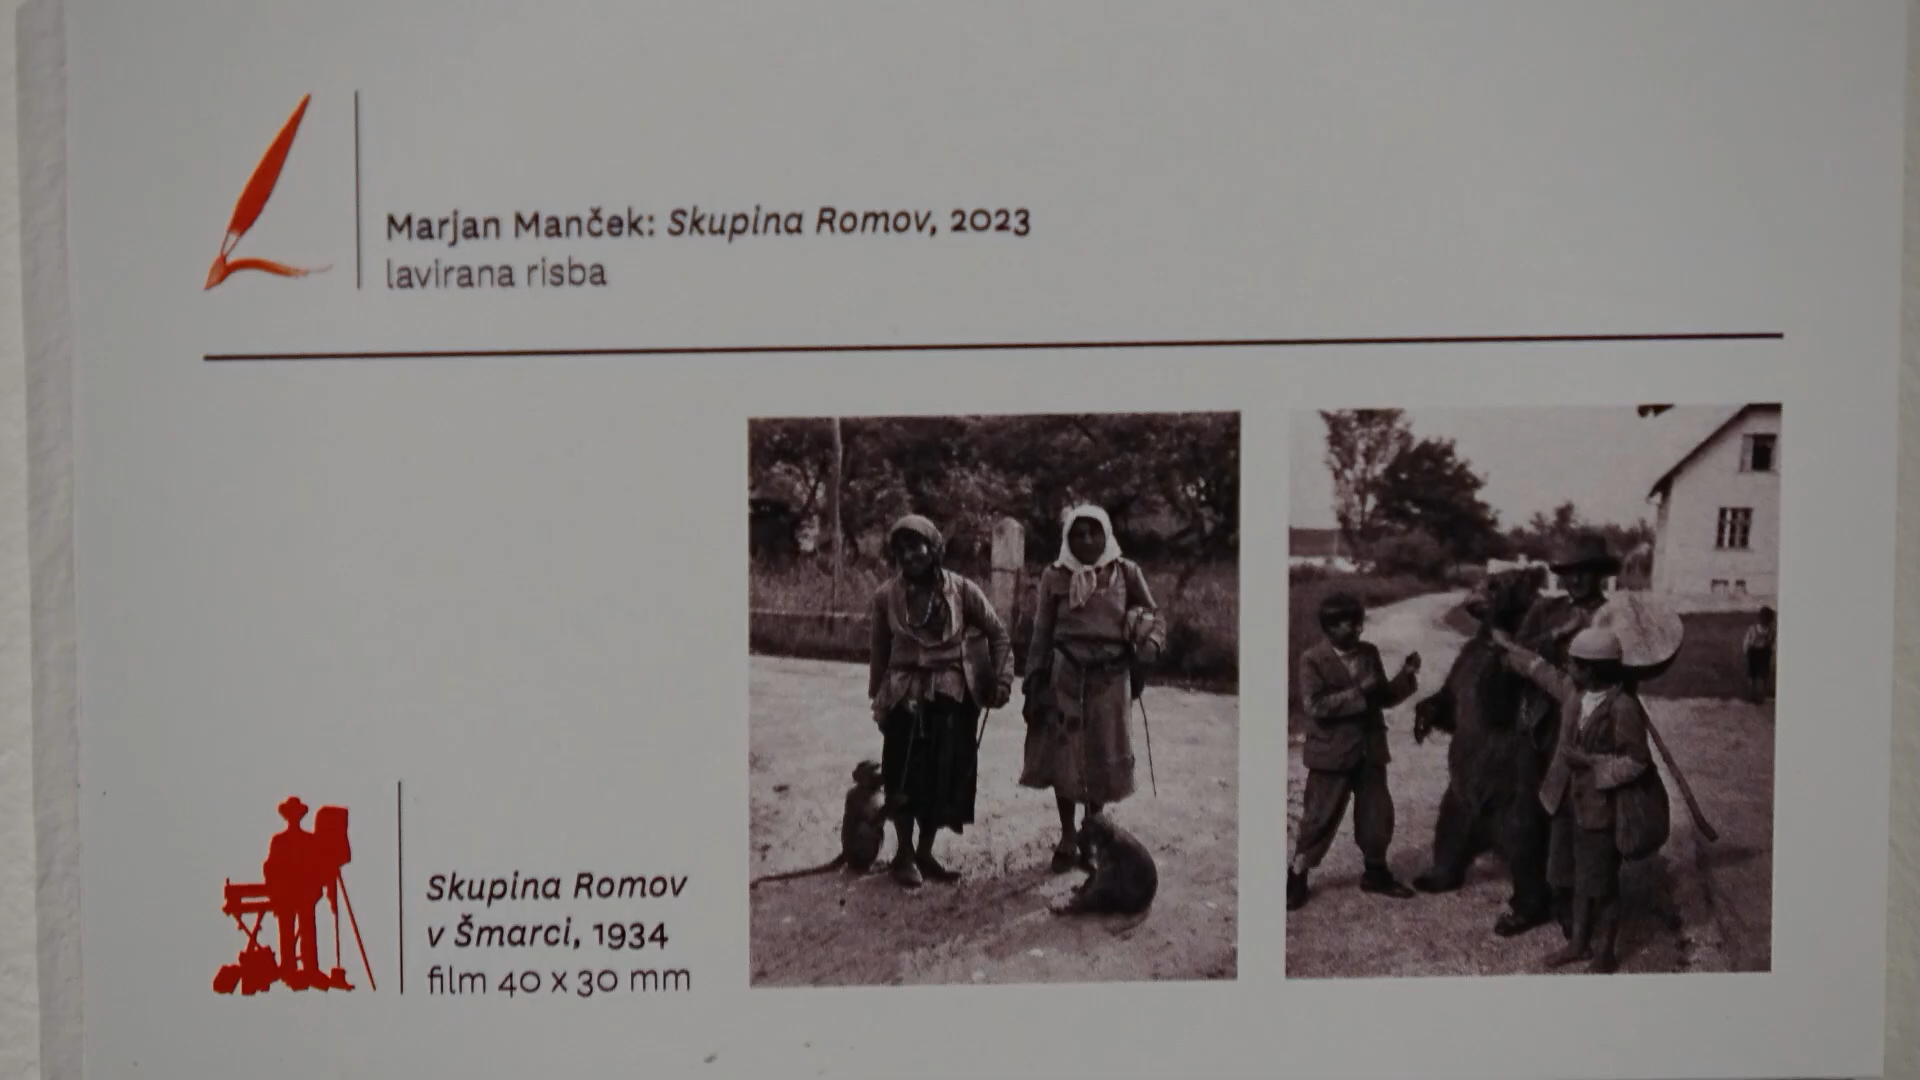 Marjan Manček: Skupina Romov, 2023
lavirana risba
Skupina Romov
v Šmarci, 1934
film 40 x 30 mm